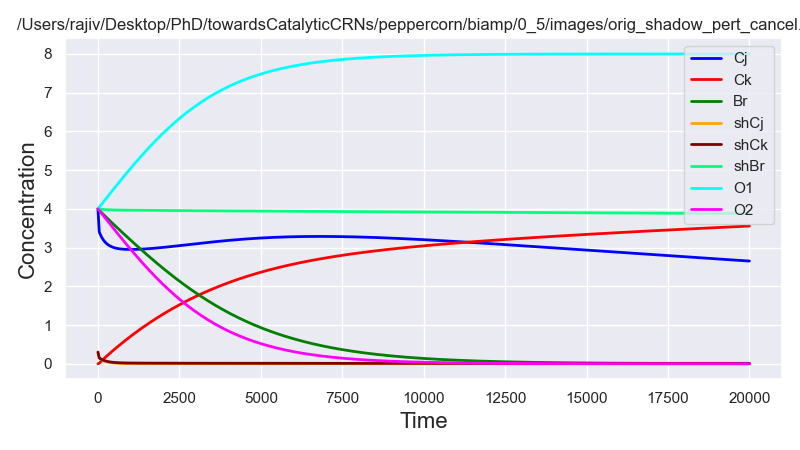 /Users/rajiv/Desktop/PhD/towardsCatalyticCRNs/peppercorn/biamp/0_5/images/orig_shadow_pert_cancel.
8
7
6
5
4
3
2
1
0
Concentration
Cj
Ck
Br
shCj
shCk
shBr
O1
O2
0
2500
5000
7500
10000
12500
15000
17500
20000
Time